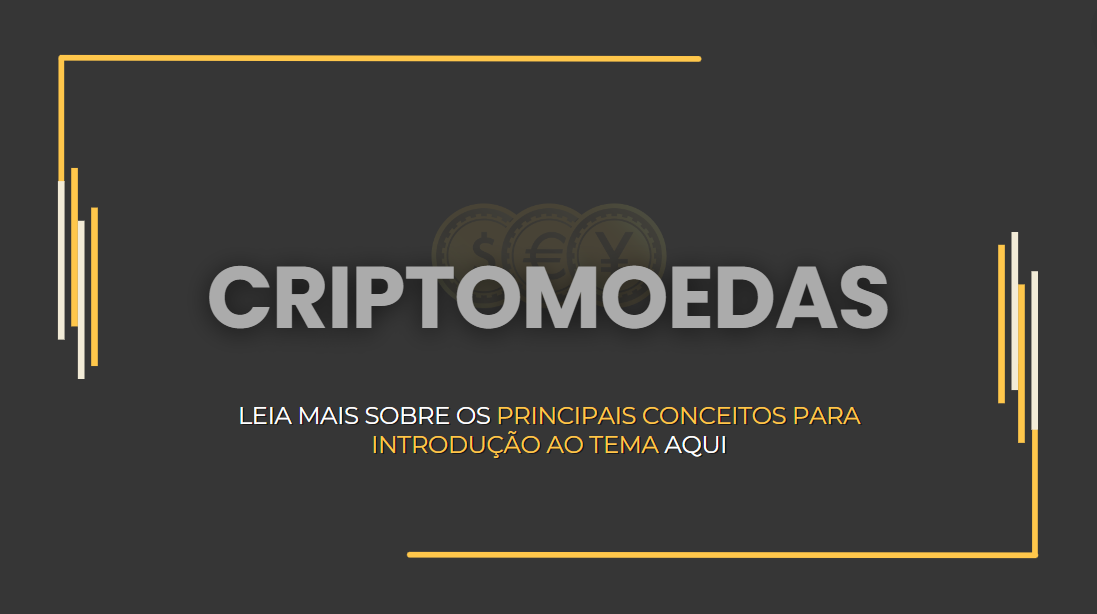 $ € ¥
CRIPTOMOEDAS
LEIA MAIS SOBRE OS PRINCIPAIS CONCEITOS PARA
INTRODUÇÃO AO TEMA AQUI